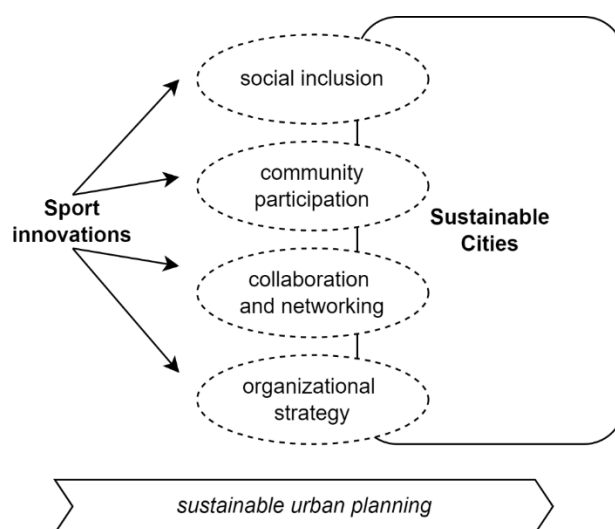 social inclusion
community
participation
Sport
innovations
Sustainable
Cities
collaboration
and networking
organizational
strategy
sustainable urban planning